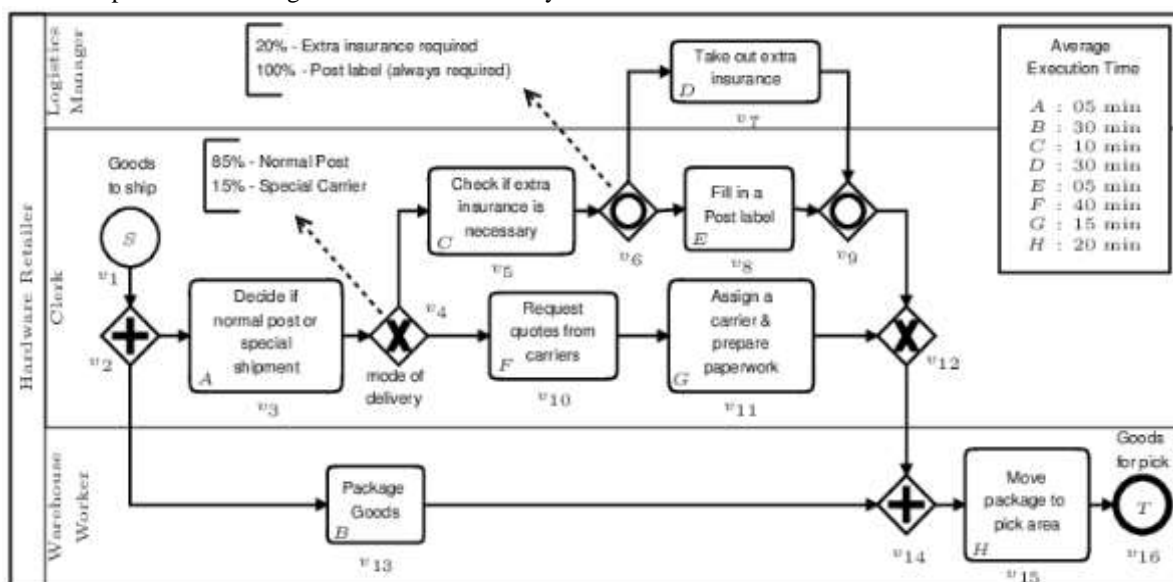 Hardware Retailer
Logistics
Manager
20% - Extra insurance required
100% - Post label (always required)
Take out extra
insurance
D
v7
Average
Execution Time
A : 05 min
B : 30 min
C : 10 min
D : 30 min
E : 05 min
F : 40 min
G : 15 min
H : 20 min
Clerk
Goods
to ship
S
v1
85% - Normal Post
15% - Special Carrier
Check if extra
insurance is
necessary
C
v5
v6
Fill in a
Post label
E
v8
v9
v2
Decide if
normal post or
special
shipment
A
v3
v4
mode of
delivery
Request
quotes from
carriers
F
v10
Assign a
carrier &
prepare
paperwork
G
v11
v12
Warehouse
Worker
Package
Goods
B
v13
v14
Move
package to
pick area
H
v15
Goods
for pick
T
v16